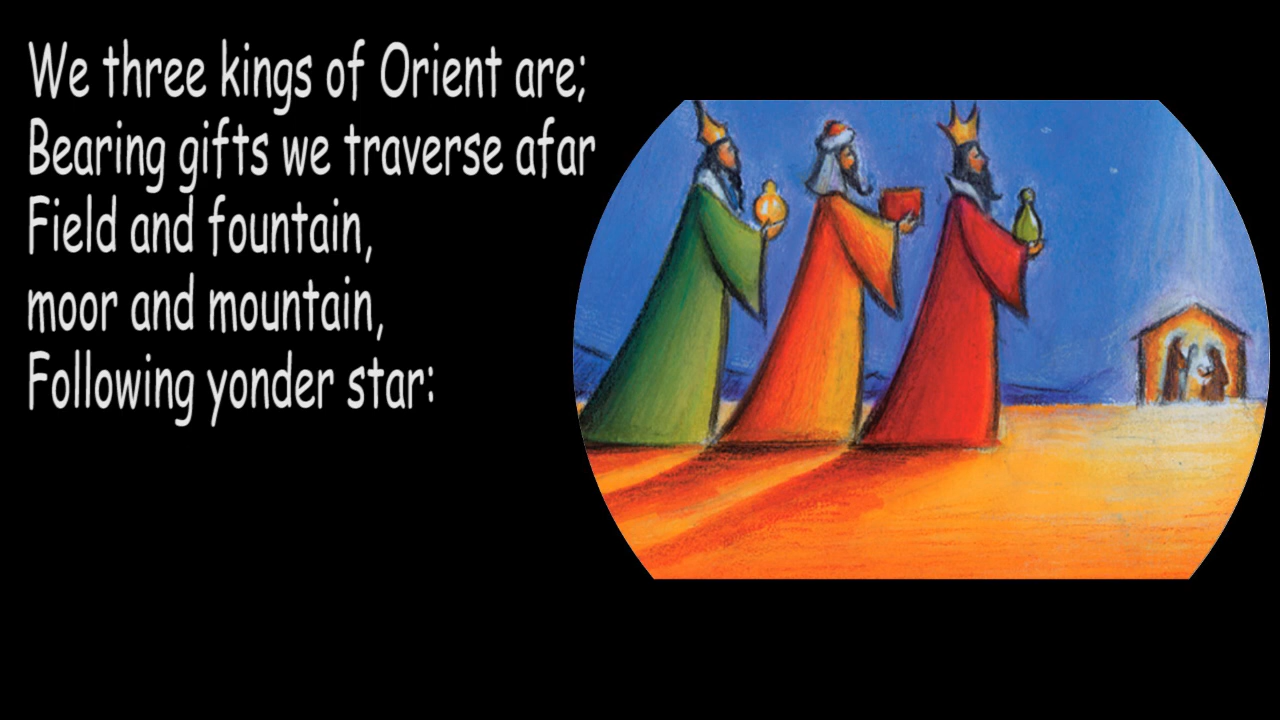 We three kings of Orient are;
Bearing gifts we traverse afar
Field and fountain,
moor and mountain,
Following yonder star: